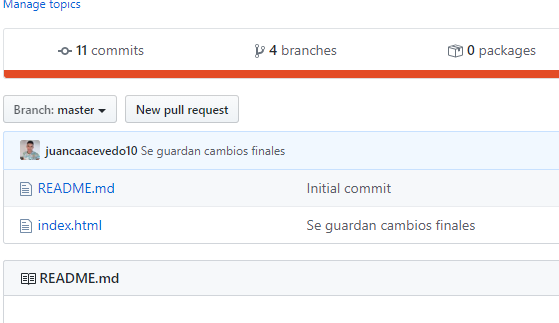 Manage topics
11 commits
4 branches
0 packages
Branch: master
New pull request
juancaacevedo10 Se guardan cambios finales
README.md Initial commit
index.html Se guardan cambios finales
README.md